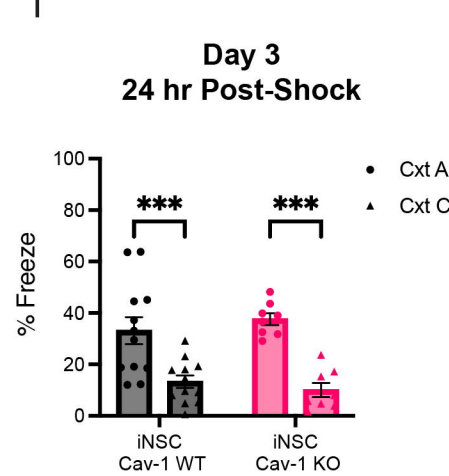 Day 3
24 hr Post-Shock
100
80
60
40
20
0
% Freeze
***
***
Cxt A
Cxt C
iNSC
Cav-1 WT
iNSC
Cav-1 KO